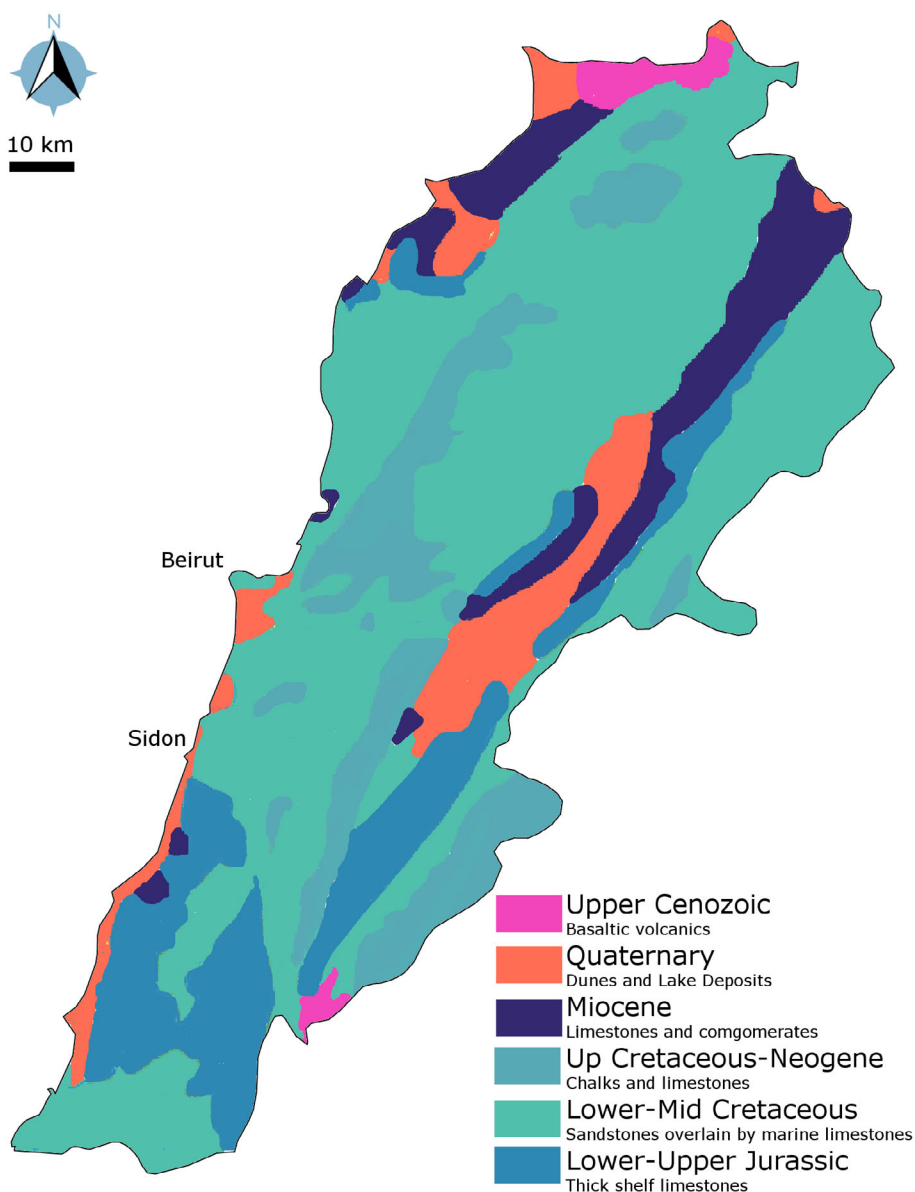 N
10 km
Beirut
Sidon
Upper Cenozoic
Basaltic volcanics
Quaternary
Dunes and Lake Deposits
Miocene
Limestones and comgomerates
Up Cretaceous-Neogene
Chalks and limestones
Lower-Mid Cretaceous
Sandstones overlain by marine limestones
Lower-Upper Jurassic
Thick shelf limestones